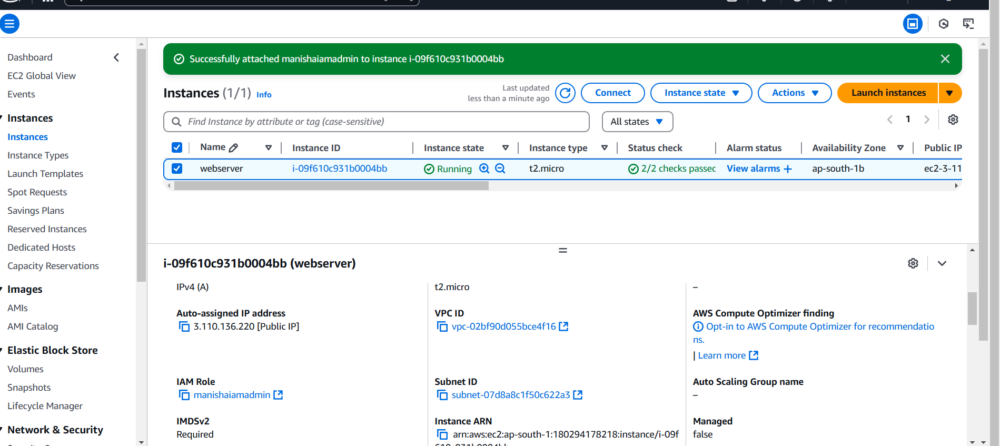 Successfully attached manishaiamadmin to instance i-09f610c931b0004bb
Instances (1/1) Info
Last updated
less than a minute ago
Connect
Instance state
Actions
Launch instances
Find Instance by attribute or tag (case-sensitive)
All states
1
Name
Instance ID
Instance state
Instance type
Status check
Alarm status
Availability Zone
Public IP
webserver
i-09f610c931b0004bb
Running
t2.micro
2/2 checks passec
View alarms +
ap-south-1b
ec2-3-11
Dashboard
EC2 Global View
Events
Instances
Instances
Instance Types
Launch Templates
Spot Requests
Savings Plans
Reserved Instances
Dedicated Hosts
Capacity Reservations
Images
AMIs
AMI Catalog
Elastic Block Store
Volumes
Snapshots
Lifecycle Manager
Network & Security
i-09f610c931b0004bb (webserver)
IPv4 (A)
t2.micro
–
Auto-assigned IP address
3.110.136.220 [Public IP]
VPC ID
vpc-02bf90d055bce4f16
AWS Compute Optimizer finding
Opt-in to AWS Compute Optimizer for recommendatio
ns.
| Learn more
IAM Role
manishaiamadmin
Subnet ID
subnet-07d8a8c1f50c622a3
Auto Scaling Group name
–
IMDSv2
Required
Instance ARN
arn:aws:ec2:ap-south-1:180294178218:instance/i-09f
Managed
false